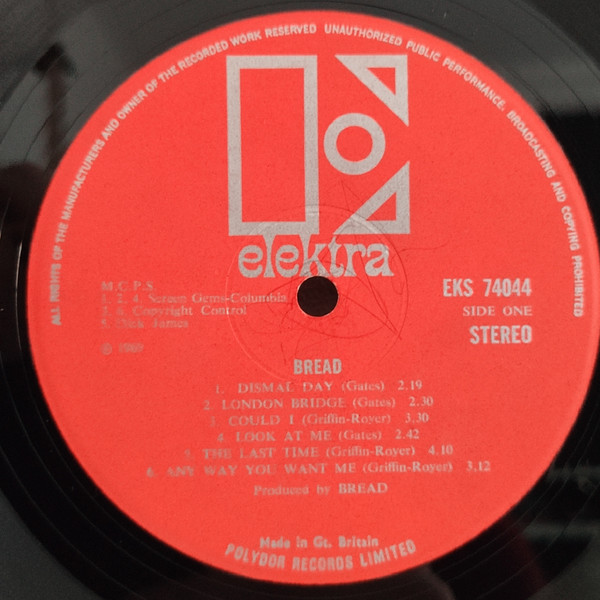 ALL RIGHTS OF THE MANUFACTURERS AND OWNER OF THE RECORDED WORK RESERVED UNAUTHORIZED PUBLIC PERFORMANCE, BROADCASTING AND COPYING PROHIBITED
elektra
M.C.P.S.
1. 2. 4. Screen Gems-Columbia
6. Copyright Control
5. Dick James
© 1969
EKS 74044
SIDE ONE
STEREO
BREAD
1. DISMAL DAY (Gates) 2.19
2. LONDON BRIDGE (Gates) 2.30
3 COULD I (Griffin-Royer) 3.30
4 LOOK AT ME (Gates) 2.42
5. THE LAST TIME (Griffin-Royer) 4.10
6. ANY WAY YOU WANT ME (Griffin-Royer) 3.12
Produced by BREAD
Made in Gt. Britain
POLYDOR RECORDS LIMITED